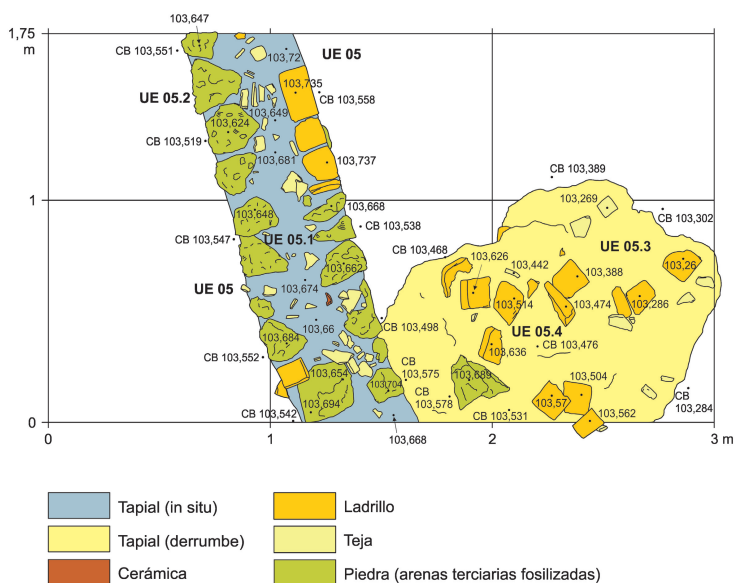 103,647
1,75
m
CB 103,551
103,72
UE 05
103,735
UE 05.2
CB 103,558
103,649
103,624
CB 103,519
103,681
103,737
CB 103,389
103,269
103,668
103,648
CB 103,302
CB 103,538
CB 103,547
UE 05.1
CB 103,468
UE 05.3
103,626
103,662
103,442
103,26
103,388
103,674
UE 05
103,514
103,474
103,286
103,66
CB 103,498
UE 05.4
103,684
CB 103,476
103,636
CB 103,552
CB
103,575
103,654
103,689
103,504
103,704
CB
103,578
CB
103,284
103,694
103,57
CB 103,542
CB 103,531
103,562
103,668
1
0
0
1
2
3 m
Tapial (in situ)
Ladrillo
Tapial (derrumbe)
Teja
Cerámica
Piedra (arenas terciarias fosilizadas)